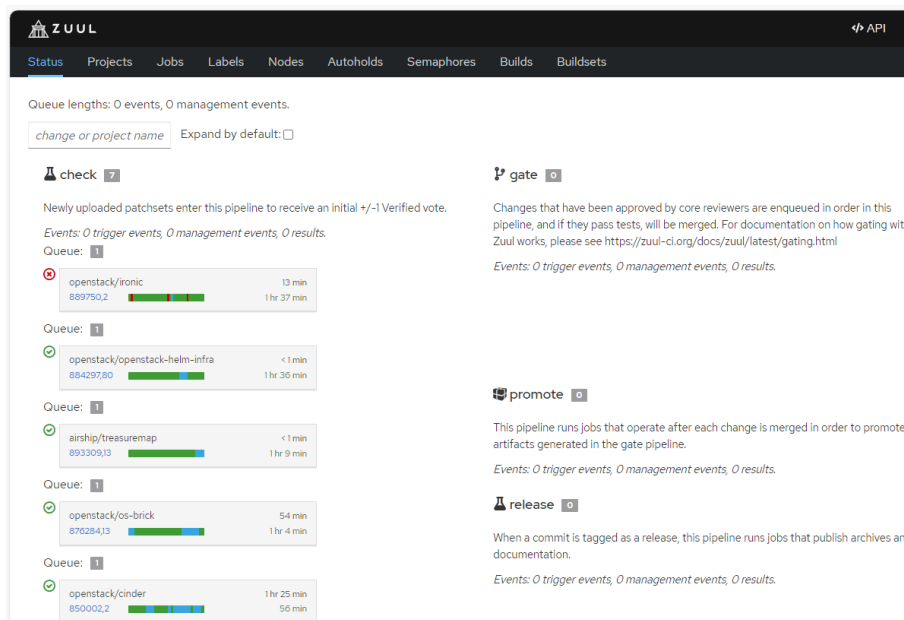 ZUUL
</> API
Status Projects Jobs Labels Nodes Autoholds Semaphores Builds Buildsets
Queue lengths: 0 events, 0 management events.
change or project name Expand by default:
check 7
Newly uploaded patchsets enter this pipeline to receive an initial +/-1 Verified vote.
Events: 0 trigger events, 0 management events, 0 results.
Queue: 1
openstack/ironic 13 min
889750,2 1 hr 37 min
Queue: 1
openstack/openstack-helm-infra < 1 min
884297,80 1 hr 36 min
Queue: 1
airship/treasuremap < 1 min
893309,13 1 hr 9 min
Queue: 1
openstack/os-brick 54 min
876284,13 1 hr 4 min
Queue: 1
openstack/cinder 1 hr 25 min
850002,2 56 min
gate 0
Changes that have been approved by core reviewers are enqueued in order in this
pipeline, and if they pass tests, will be merged. For documentation on how gating wit
Zuul works, please see https://zuul-ci.org/docs/zuul/latest/gating.html
Events: 0 trigger events, 0 management events, 0 results.
promote 0
This pipeline runs jobs that operate after each change is merged in order to promote
artifacts generated in the gate pipeline.
Events: 0 trigger events, 0 management events, 0 results.
release 0
When a commit is tagged as a release, this pipeline runs jobs that publish archives an
documentation.
Events: 0 trigger events, 0 management events, 0 results.